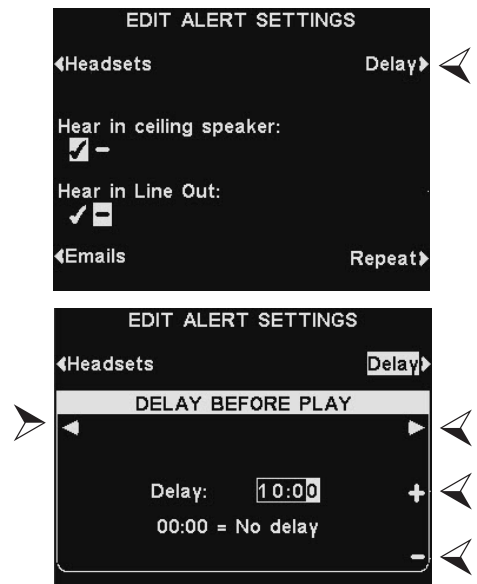 EDIT ALERT SETTINGS
Headsets Delay
Hear in ceiling speaker:
Hear in Line Out:
Emails Repeat
EDIT ALERT SETTINGS
Headsets Delay
DELAY BEFORE PLAY
Delay: 10:00
00:00 = No delay